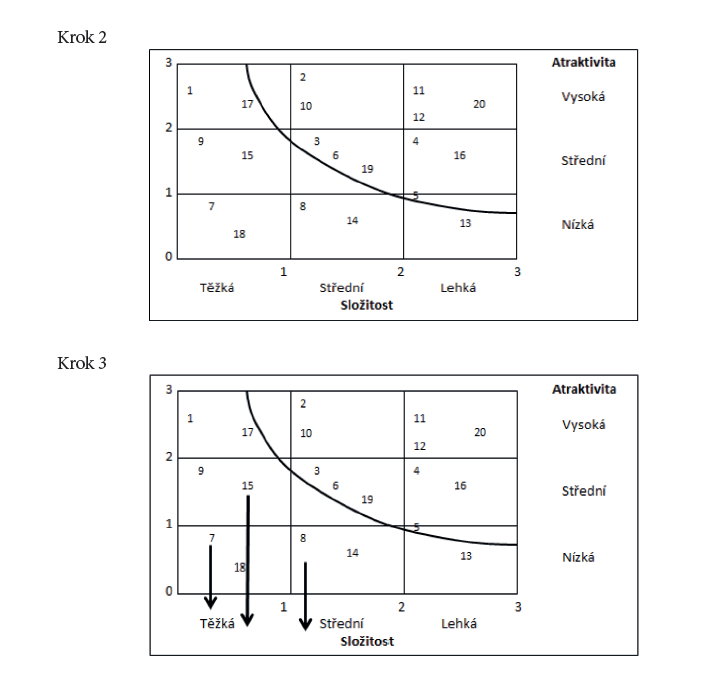 Krok 2
3 2 Atraktivita
1 11 Vysoká
17 10 20
12
2
9 3 4
15 6 16 Střední
19
1 5
7 8
14 13 Nízká
18
0
1 2 3
Těžká Střední Lehká
Složitost
Krok 3
3 2 Atraktivita
1 11 Vysoká
17 10 20
12
2
9 3 4
15 6 16 Střední
19
1 5
7 8
14 13 Nízká
18
0
1 2 3
Těžká Střední Lehká
Složitost